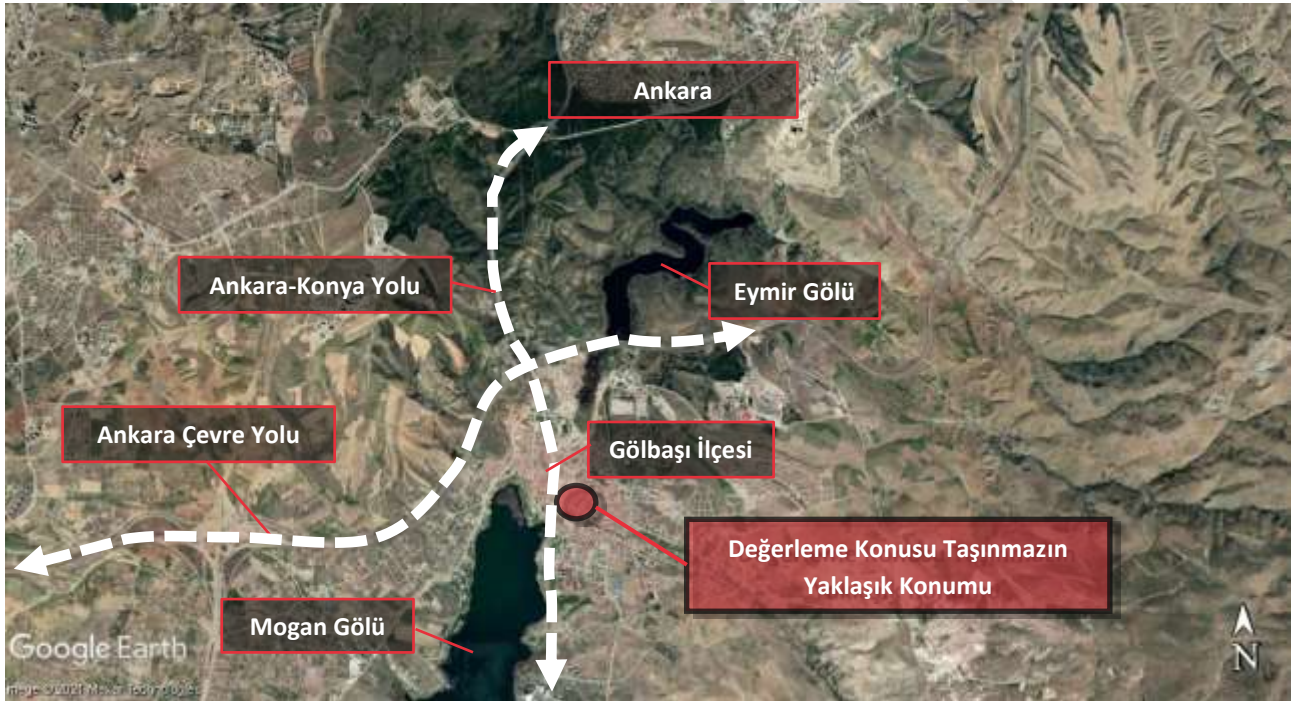 Ankara
Ankara-Konya Yolu
Eymir Gölü
Ankara Çevre Yolu
Gölbaşı İlçesi
Değerleme Konusu Taşınmazın
Yaklaşık Konumu
Mogan Gölü
Google Earth
N